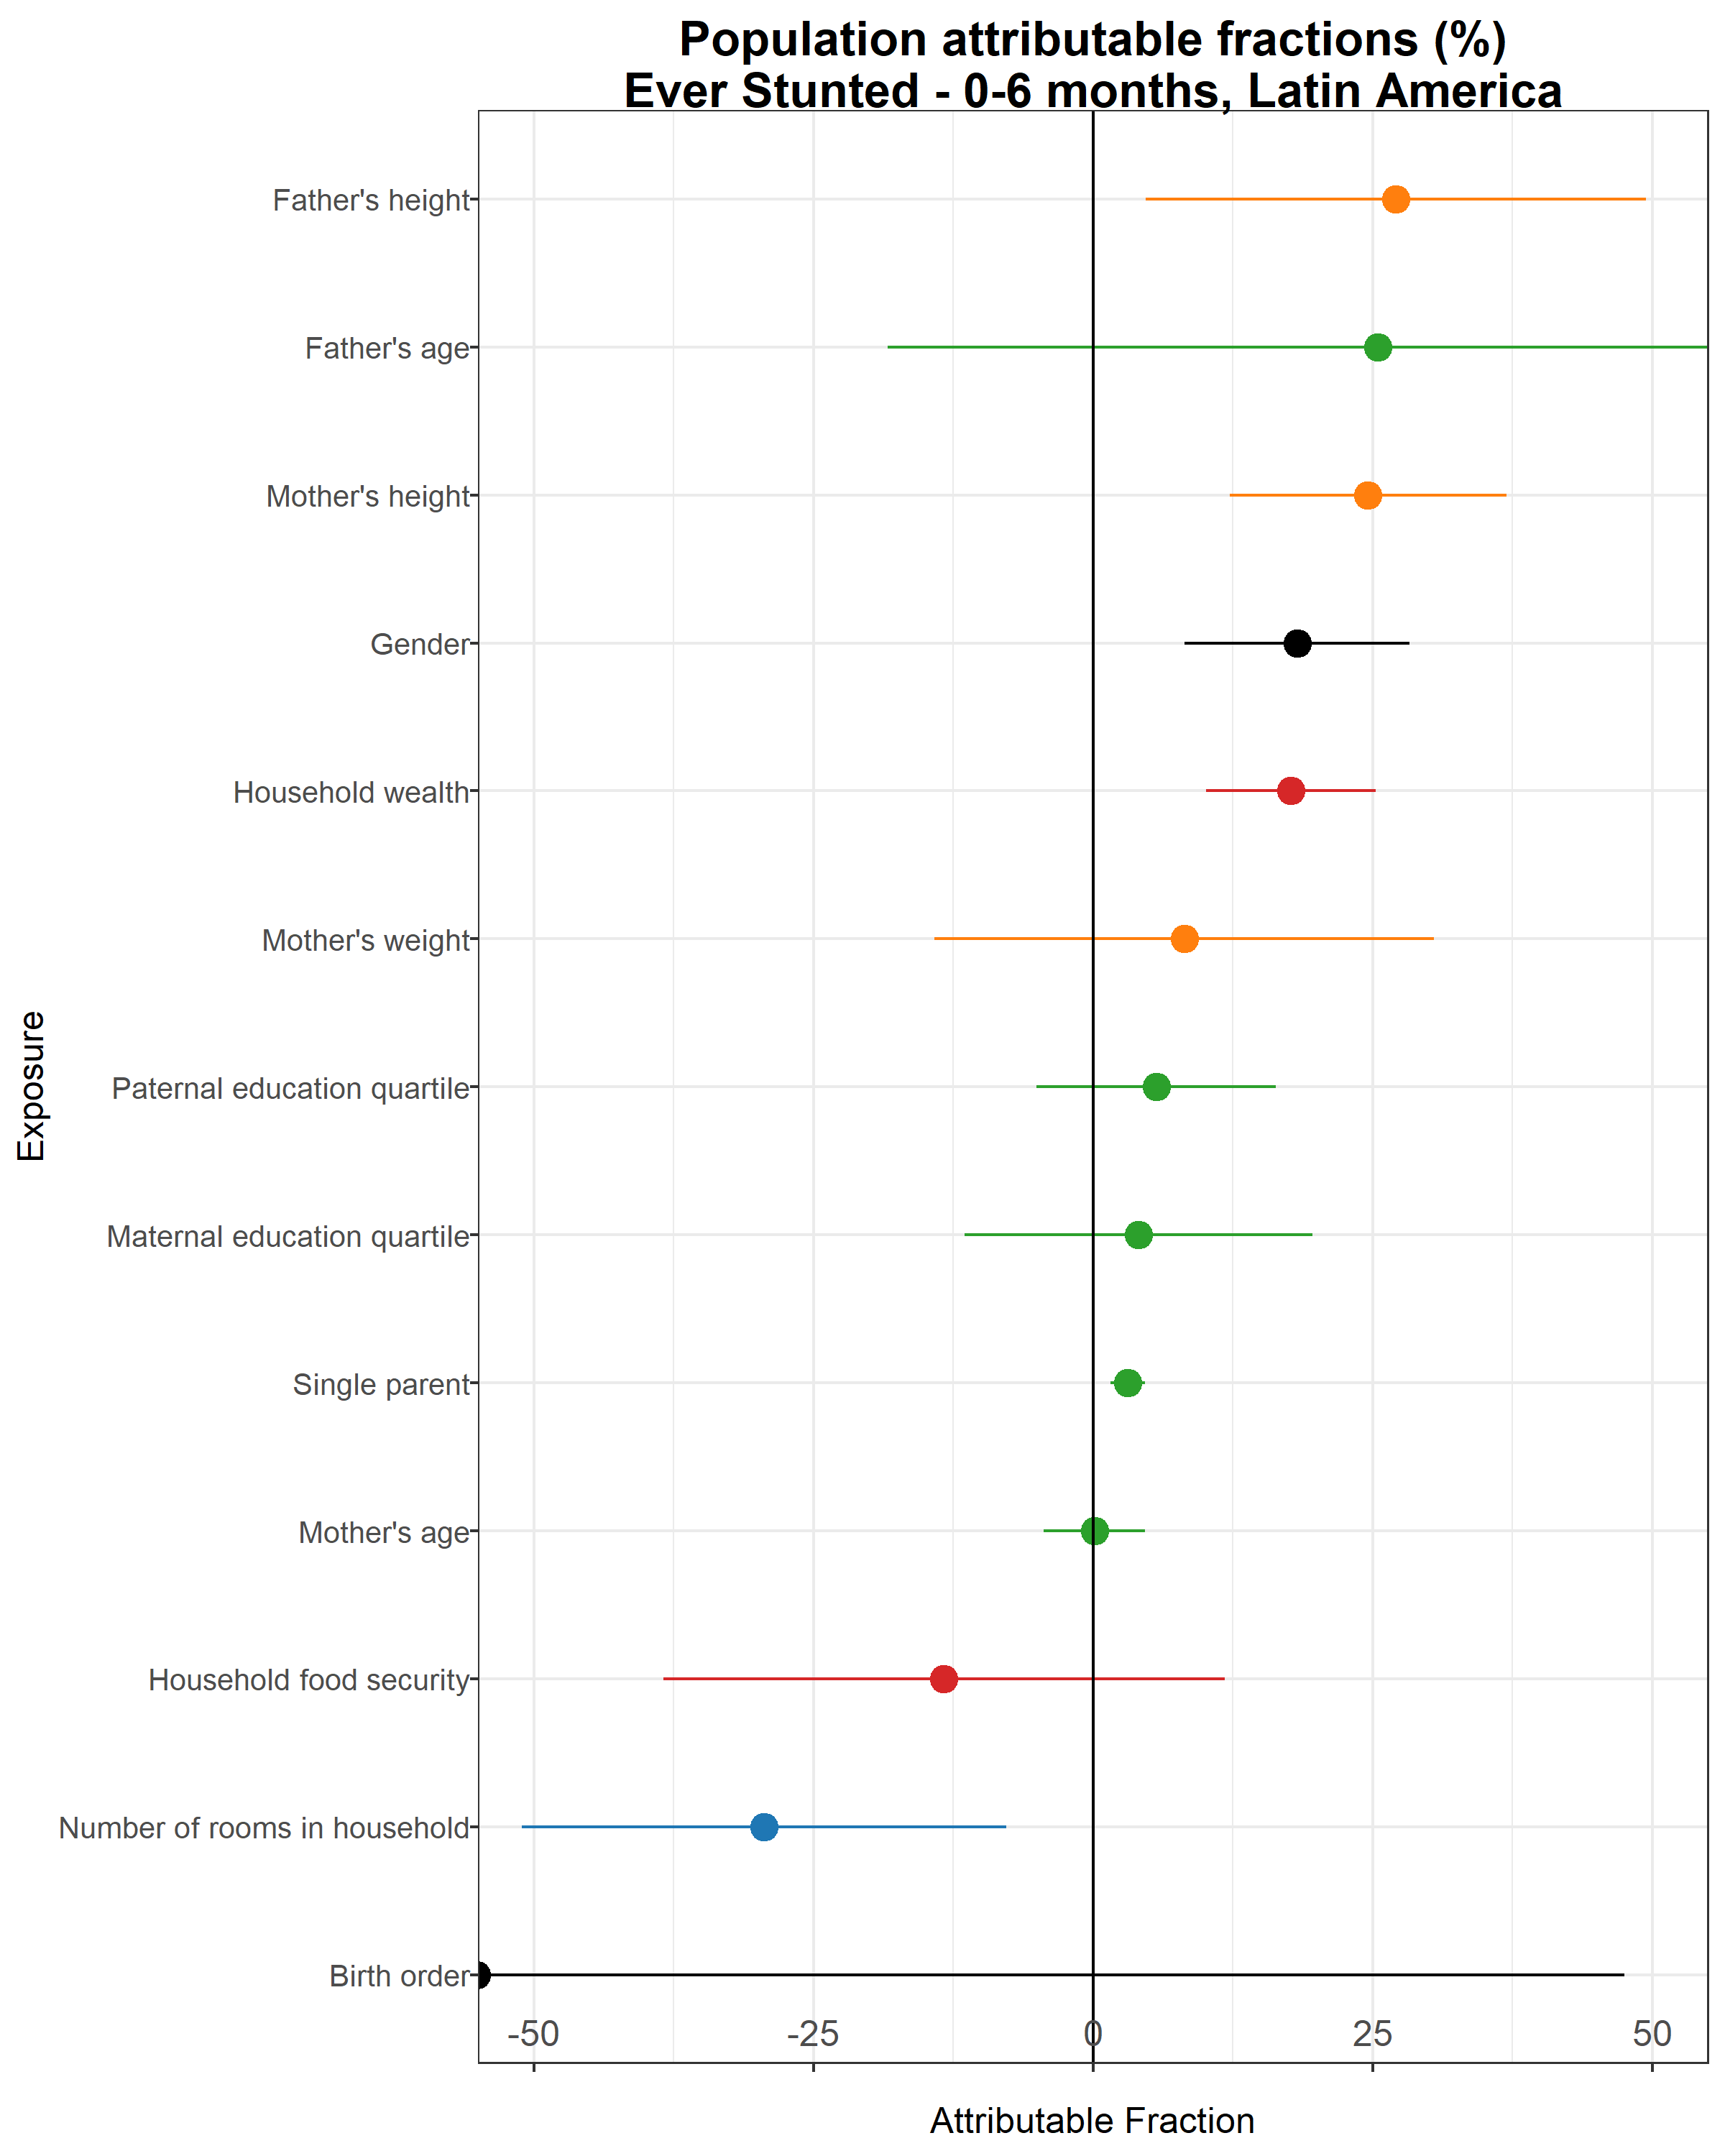 Population attributable fractions (%)
Ever Stunted - 0-6 months, Latin America
Father's height
Father's age
Mother's height
Gender
Household wealth
Mother's weight
Paternal education quartile
Maternal education quartile
Single parent
Mother's age
Household food security
Number of rooms in household
Birth order
Exposure
-50 -25 0 25 50
Attributable Fraction